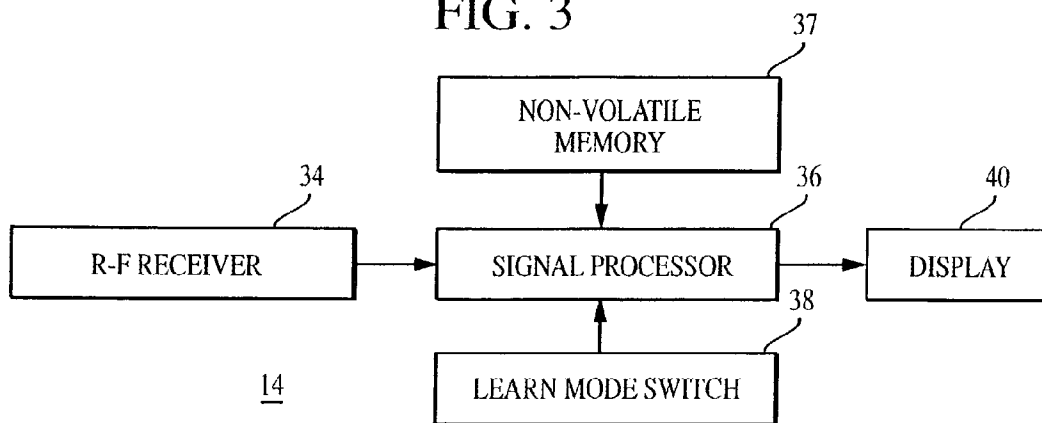 FIG. 3
37
NON-VOLATILE
MEMORY
34
36
40
R-F RECEIVER
SIGNAL PROCESSOR
DISPLAY
38
LEARN MODE SWITCH
14